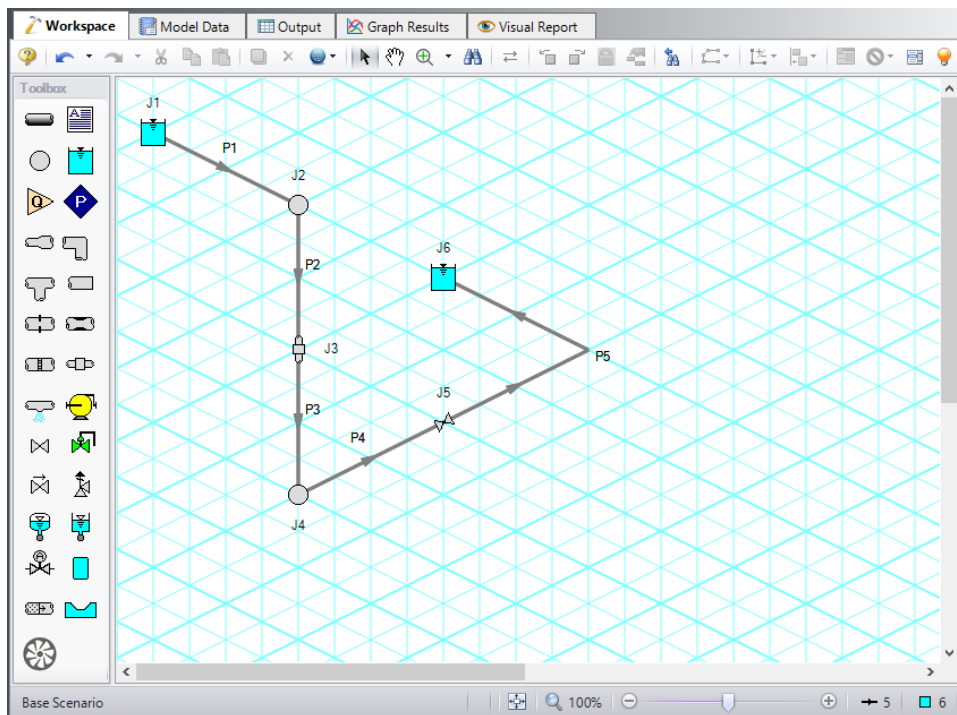 Workspace Model Data Output Graph Results Visual Report
Toolbox
J1
P1
J2
P2
J6
J3
P5
J5
P3
P4
J4
Base Scenario 100% 5 6